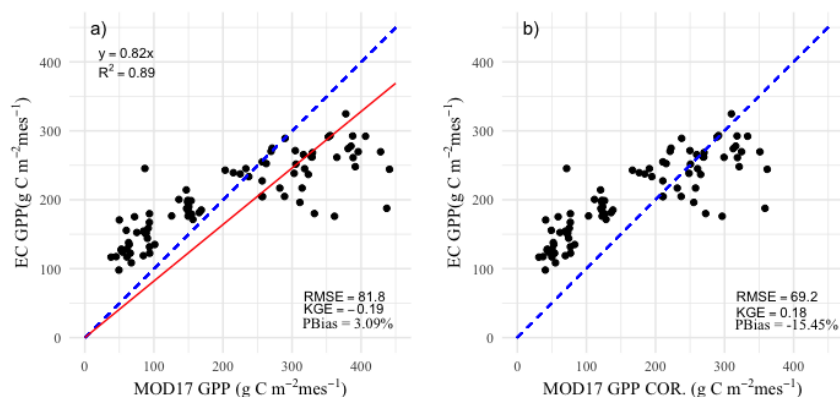 a)
y = 0.82x
R² = 0.89
EC GPP(g C m⁻²mes⁻¹)
400
300
200
100
0
RMSE = 81.8
KGE = −0.19
PBias = 3.09%
0 100 200 300 400
MOD17 GPP (g C m⁻²mes⁻¹)
b)
EC GPP(g C m⁻²mes⁻¹)
400
300
200
100
0
RMSE = 69.2
KGE = 0.18
PBias = -15.45%
0 100 200 300 400
MOD17 GPP COR. (g C m⁻²mes⁻¹)